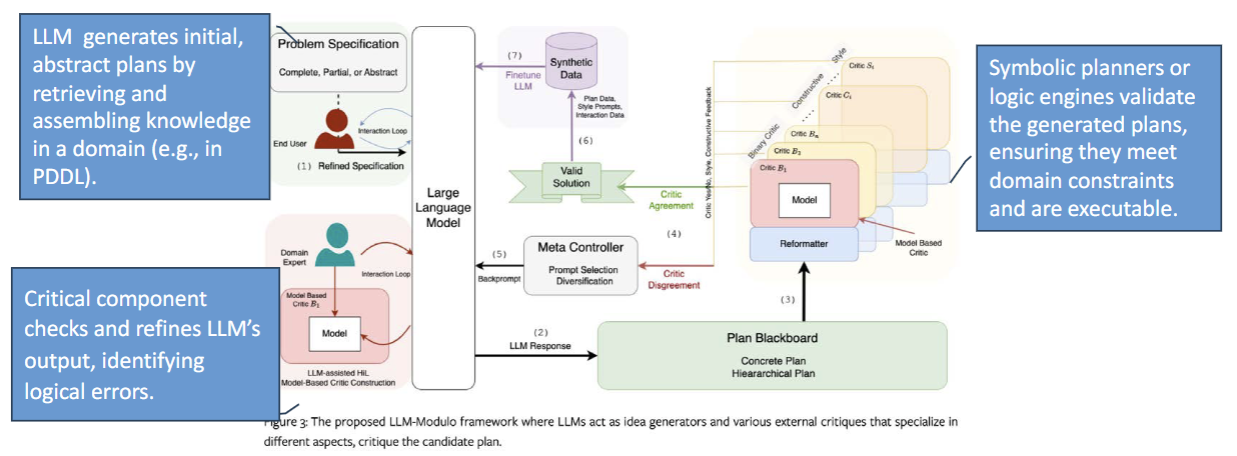 LLM generates initial,
abstract plans by
retrieving and
assembling knowledge
in a domain (e.g., in
PDDL).
Problem Specification
Complete, Partial, or Abstract
End User
Interaction Loop
(1) Refined Specification
Domain
Expert
Interaction Loop
Model Based
Critic B₁
Model
LLM-assisted HiL
Model-Based Critic Construction
Critical component
checks and refines LLM's
output, identifying
logical errors.
Large
Language
Model
(7)
Finetune
LLM
Synthetic
Data
Plan Data,
Style Prompts,
Interaction Data
(6)
Valid
Solution
Critic
Agreement
(4)
Meta Controller
Prompt Selection
Diversification
(5)
Backprompt
Critic
Disgreement
(2)
LLM Response
Plan Blackboard
Concrete Plan
Hieararchical Plan
(3)
Critic Yes/No, Style, Constructive Feedback
Binary Critic
Constructive
Style
Critic S₁
Critic C₁
Critic Bₙ
Critic B₂
Critic B₁
Model
Reformatter
Model Based
Critic
Symbolic planners or
logic engines validate
the generated plans,
ensuring they meet
domain constraints
and are executable.
Figure 3: The proposed LLM-Modulo framework where LLMs act as idea generators and various external critiques that specialize in
different aspects, critique the candidate plan.